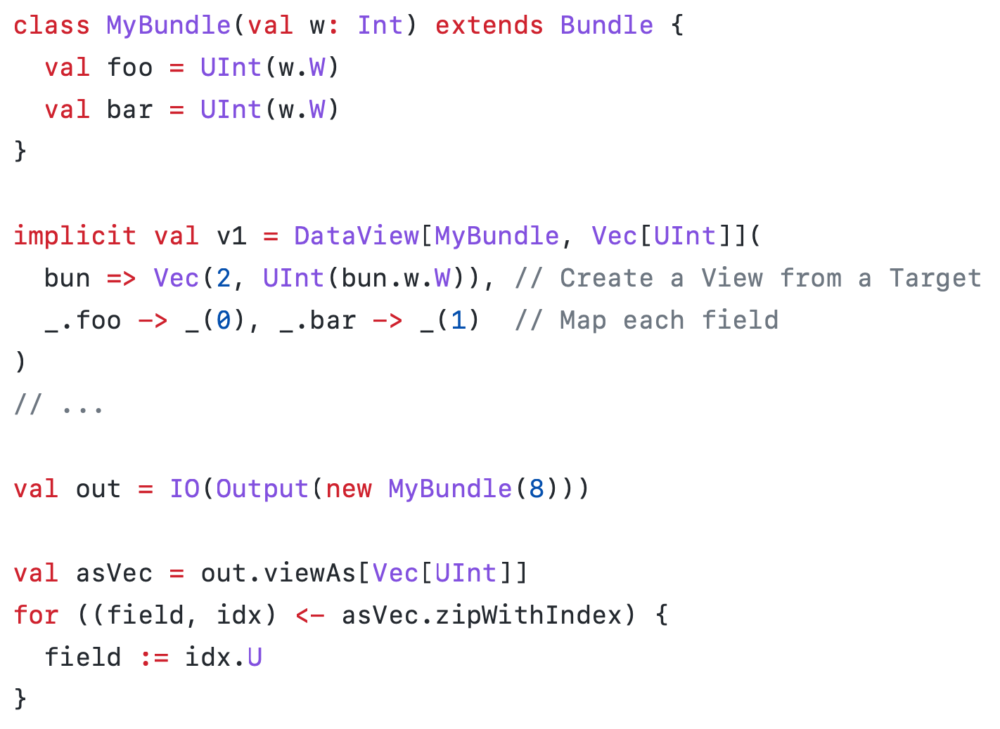 class MyBundle(val w: Int) extends Bundle {
  val foo = UInt(w.W)
  val bar = UInt(w.W)
}
implicit val v1 = DataView[MyBundle, Vec[UInt]](
  bun => Vec(2, UInt(bun.w.W)), // Create a View from a Target
  _.foo -> _(0), _.bar -> _(1)  // Map each field
)
// ...
val out = IO(Output(new MyBundle(8)))
val asVec = out.viewAs[Vec[UInt]]
for ((field, idx) <- asVec.zipWithIndex) {
  field := idx.U
}